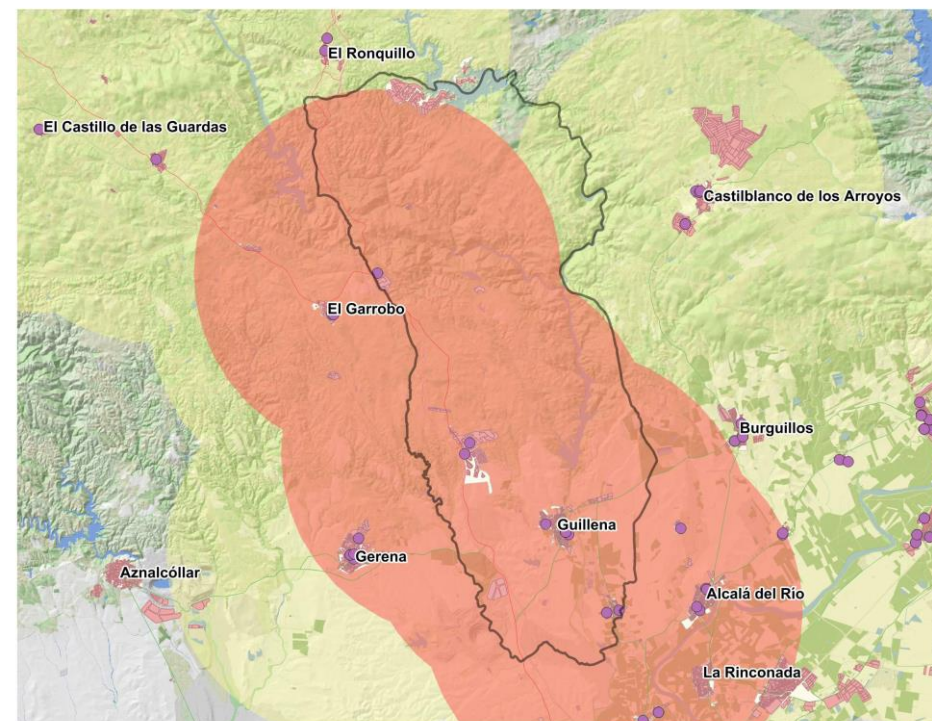 El Ronquillo
El Castillo de las Guardas
Castilblanco de los Arroyos
El Garrobo
Burguillos
Guillena
Gerena
Aznalcóllar
Alcalá del Río
La Rinconada